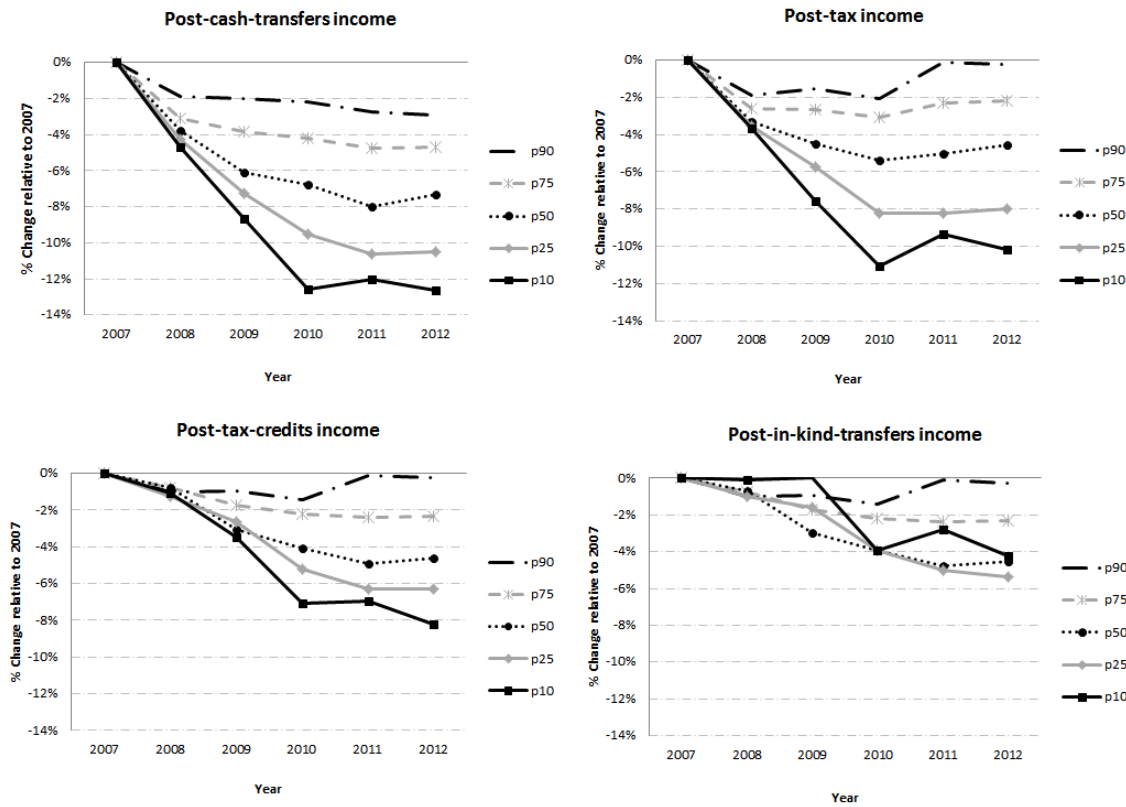 Post-cash-transfers income
0%
-2%
-4%
-6%
-8%
-10%
-12%
-14%
% Change relative to 2007
2007 2008 2009 2010 2011 2012
Year
p90
p75
p50
p25
p10
Post-tax income
0%
-2%
-4%
-6%
-8%
-10%
-12%
-14%
% Change relative to 2007
2007 2008 2009 2010 2011 2012
Year
p90
p75
p50
p25
p10
Post-tax-credits income
0%
-2%
-4%
-6%
-8%
-10%
-12%
-14%
% Change relative to 2007
2007 2008 2009 2010 2011 2012
Year
p90
p75
p50
p25
p10
Post-in-kind-transfers income
0%
-2%
-4%
-6%
-8%
-10%
-12%
-14%
% Change relative to 2007
2007 2008 2009 2010 2011 2012
Year
p90
p75
p50
p25
p10